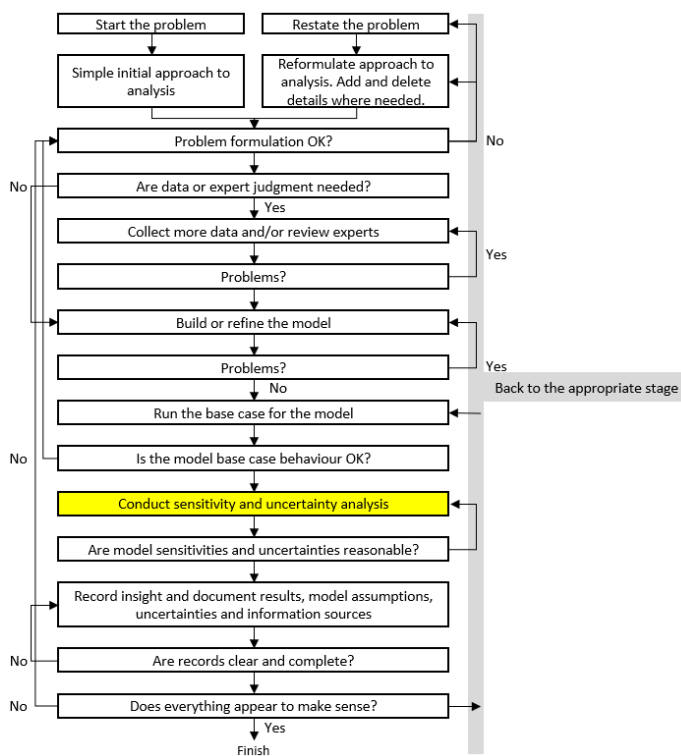 Start the problem
Restate the problem
Simple initial approach to
analysis
Reformulate approach to
analysis. Add and delete
details where needed.
Problem formulation OK?
No
No
Are data or expert judgment needed?
Yes
Collect more data and/or review experts
Yes
Problems?
Build or refine the model
Problems?
Yes
No
Back to the appropriate stage
Run the base case for the model
No
Is the model base case behaviour OK?
Conduct sensitivity and uncertainty analysis
Are model sensitivities and uncertainties reasonable?
Record insight and document results, model assumptions,
uncertainties and information sources
No
Are records clear and complete?
No
Does everything appear to make sense?
Yes
Finish